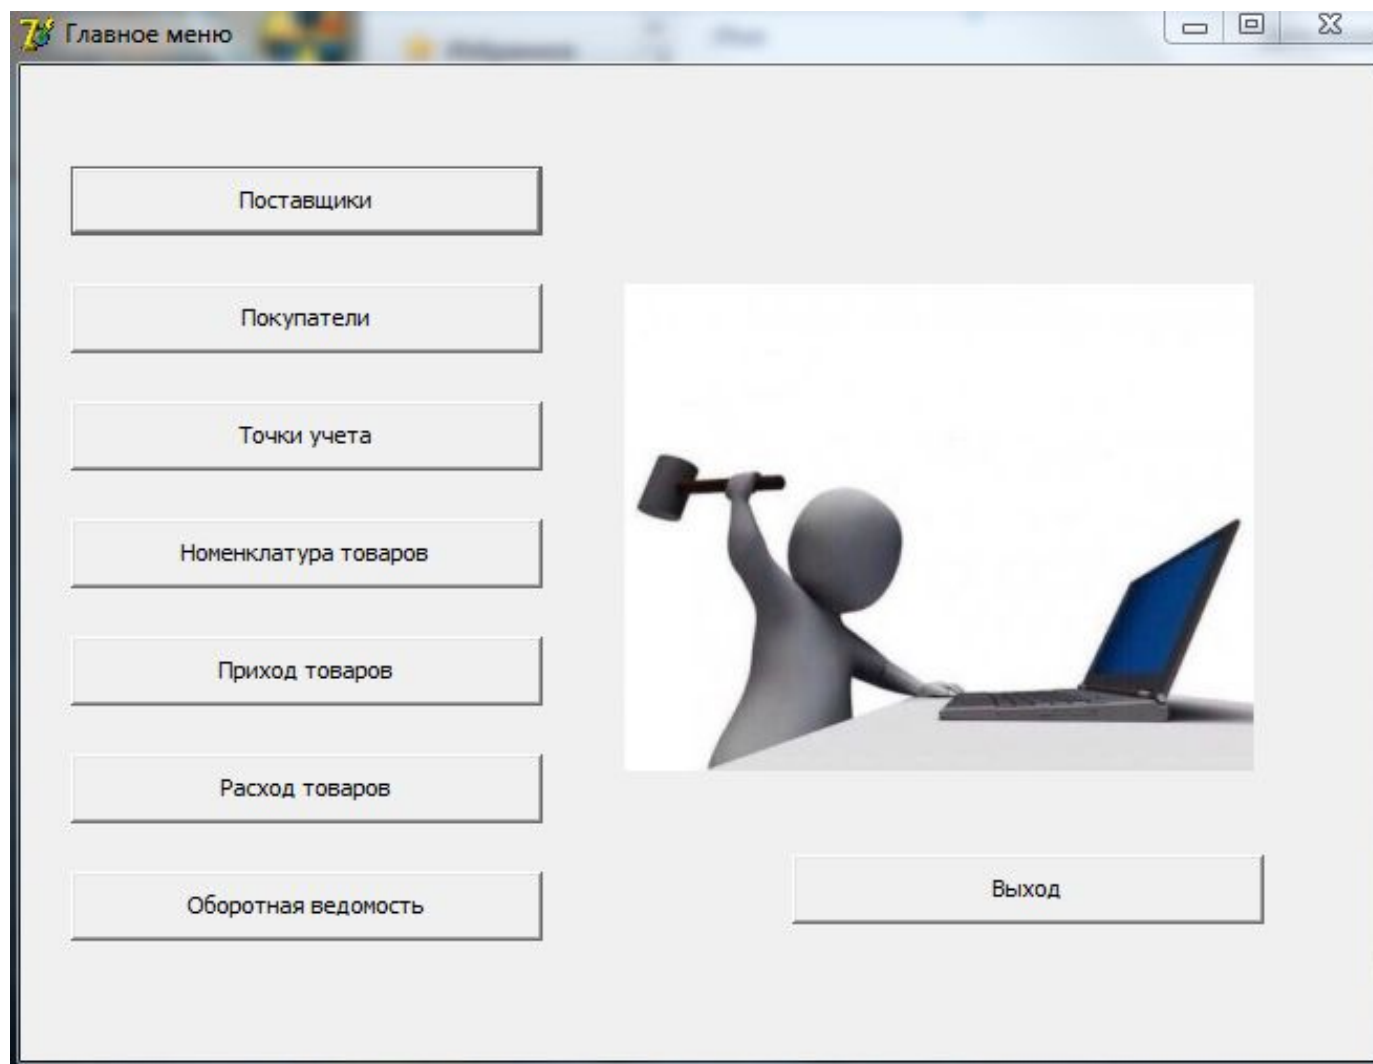 Главное меню
Поставщики
Покупатели
Точки учета
Номенклатура товаров
Приход товаров
Расход товаров
Оборотная ведомость
Выход